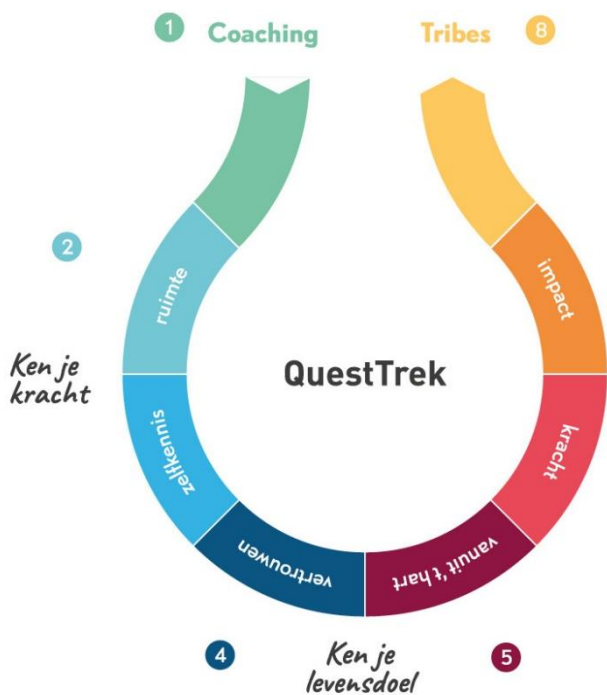 1 Coaching
Tribes 8
2
ruimte
impact
Ken je
kracht
QuestTrek
zelfkennis
kracht
vertrouwen
vanuit 't hart
4
Ken je
levensdoel
5